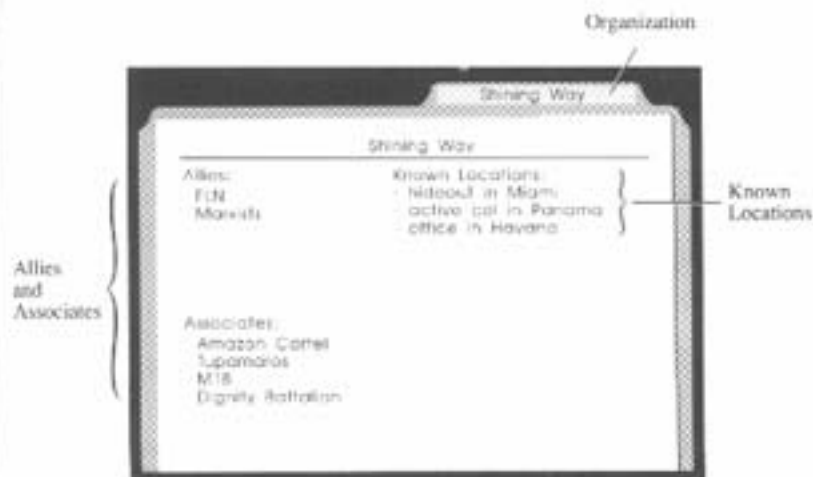 Organization
Shining Way
Shining Way
Allies:
FLN
Marxists
Known Locations:
- hideout in Miami
- active cell in Panama
- office in Havana
Known
Locations
Allies
and
Associates
Associates:
Amazon Cartel
Tupamaros
Dignity Battalion